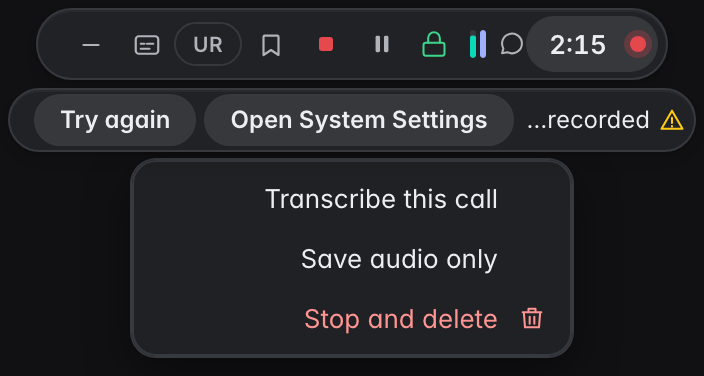 UR
2:15
Try again
Open System Settings
...recorded
Transcribe this call
Save audio only
Stop and delete